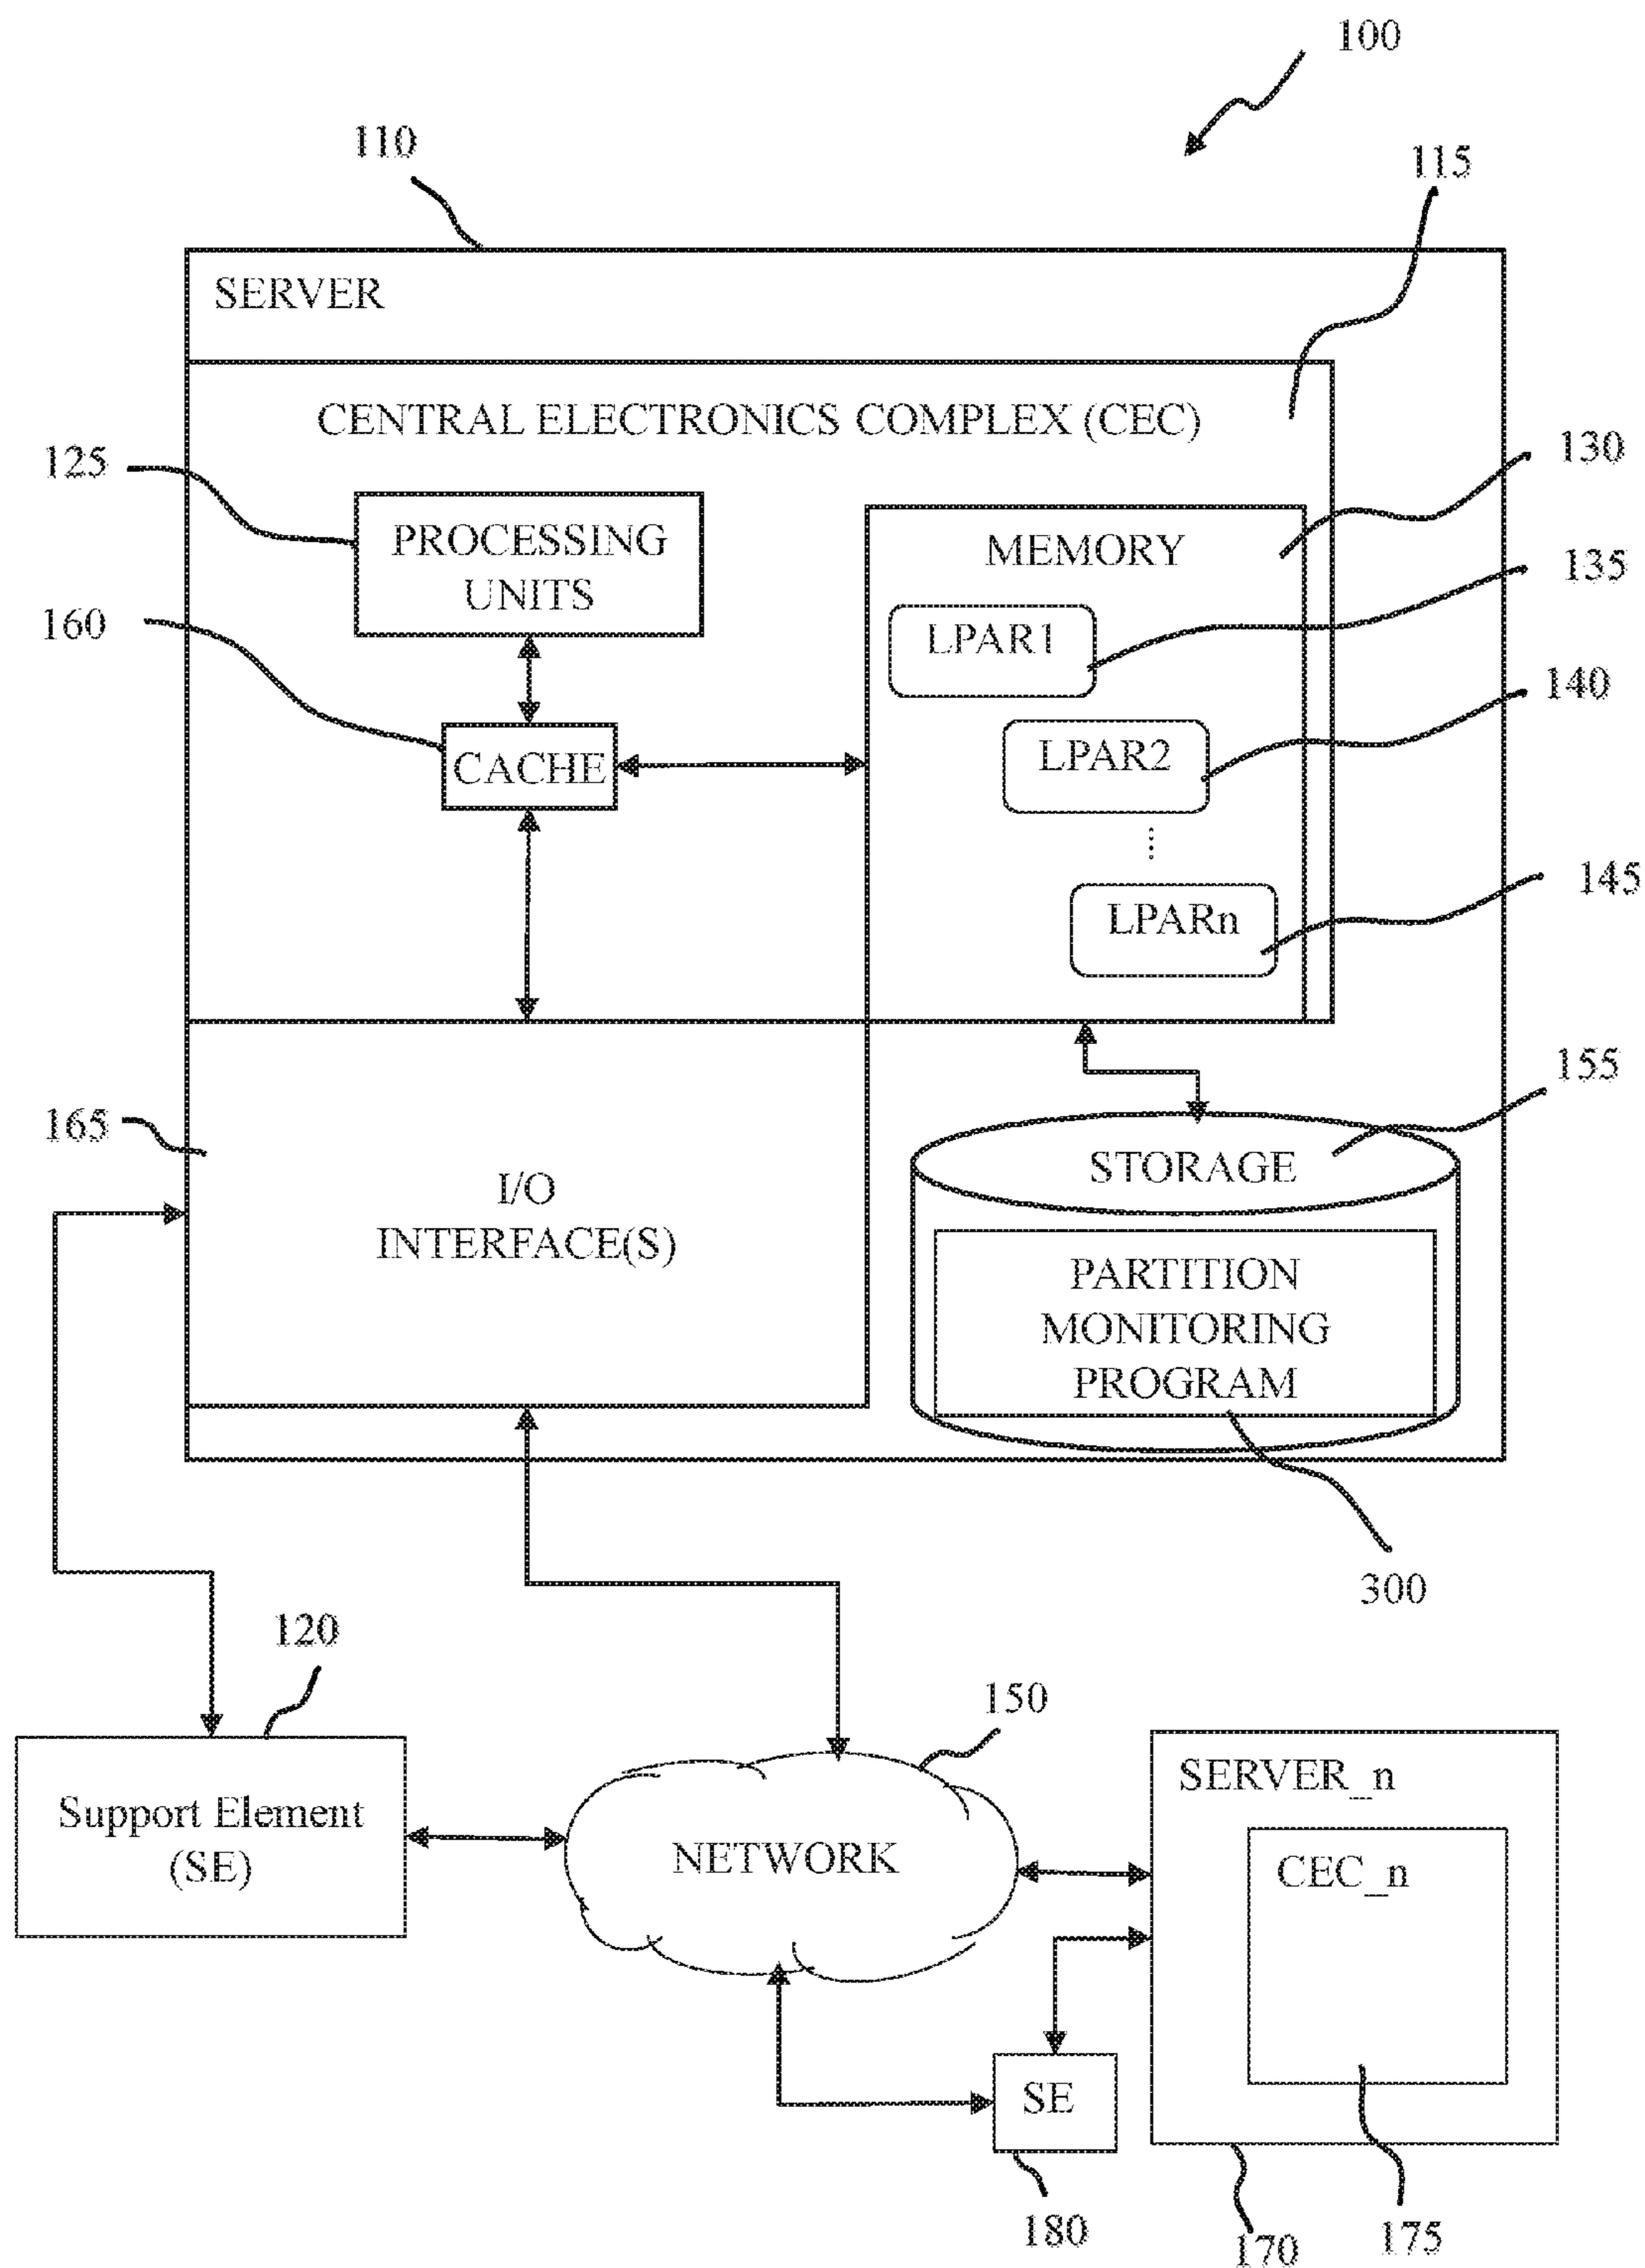 100
110
115
SERVER
CENTRAL ELECTRONICS COMPLEX (CEC)
125
130
PROCESSING
UNITS
MEMORY
135
160
LPAR1
140
CACHE
LPAR2
⋮
145
LPARn
155
165
STORAGE
I/O
INTERFACE(S)
PARTITION
MONITORING
PROGRAM
300
120
150
Support Element
(SE)
NETWORK
SERVER_n
CEC_n
SE
180
170
175